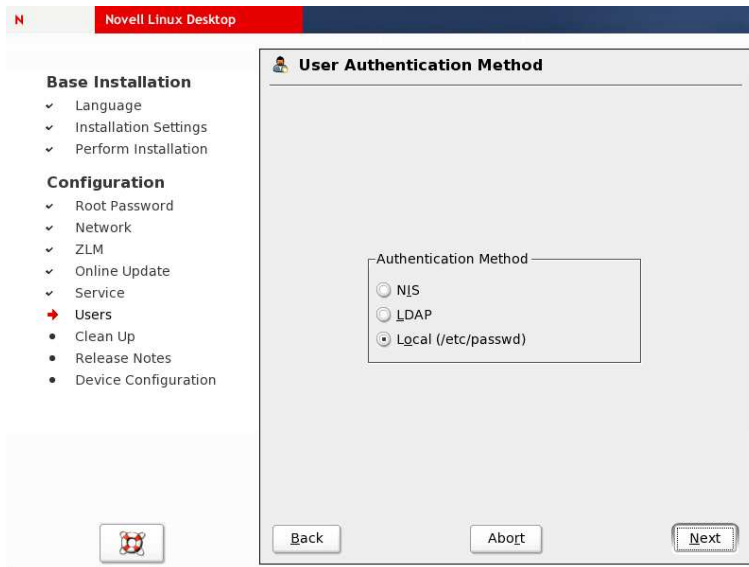 N Novell Linux Desktop
User Authentication Method
Base Installation
Language
Installation Settings
Perform Installation
Configuration
Root Password
Network
ZLM
Online Update
Service
Users
Clean Up
Release Notes
Device Configuration
Authentication Method
NIS
LDAP
Local (/etc/passwd)
Back
Abort
Next